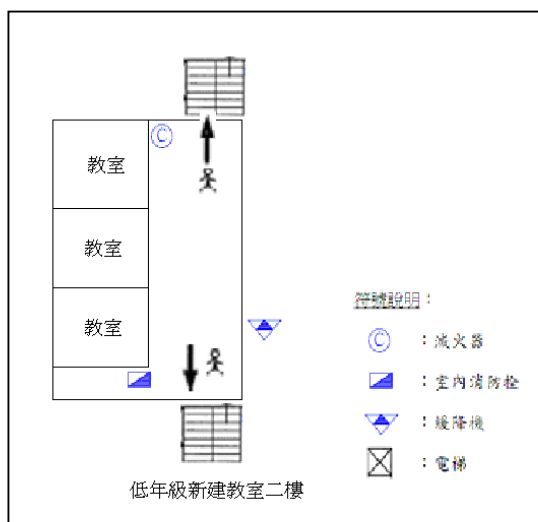 C
教室
教室
教室
符號說明：
C ：滅火器
：室內消防栓
：緩降機
：電梯
低年級新建教室二樓